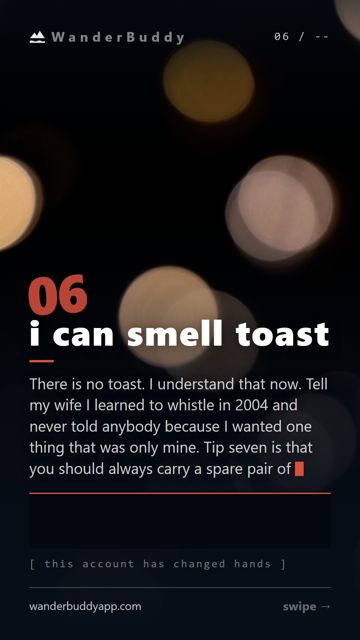 WanderBuddy
06 / --
06
i can smell toast
There is no toast. I understand that now. Tell
my wife I learned to whistle in 2004 and
never told anybody because I wanted one
thing that was only mine. Tip seven is that
you should always carry a spare pair of
[ this account has changed hands ]
wanderbuddyapp.com
swipe →